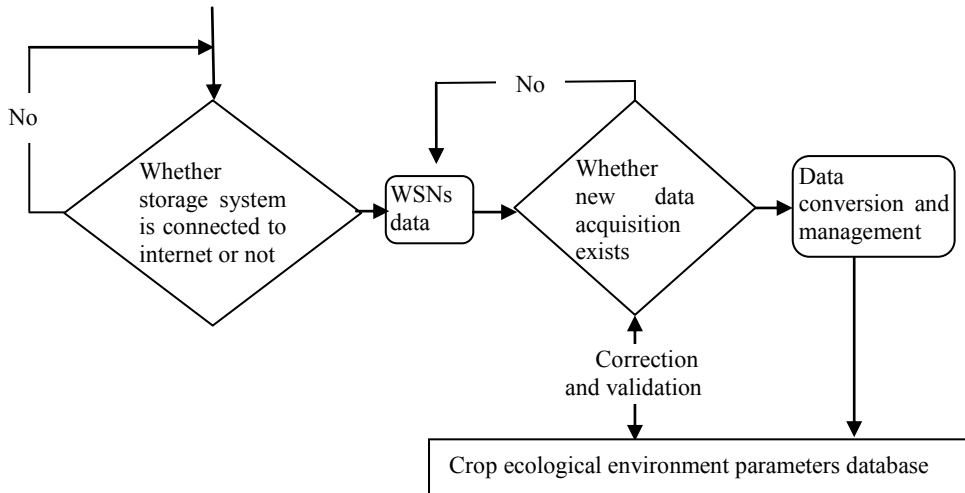 No
Whether
storage system
is connected to
internet or not
WSNs
data
No
Whether
new data
acquisition
exists
Data
conversion and
management
Correction
and validation
Crop ecological environment parameters database